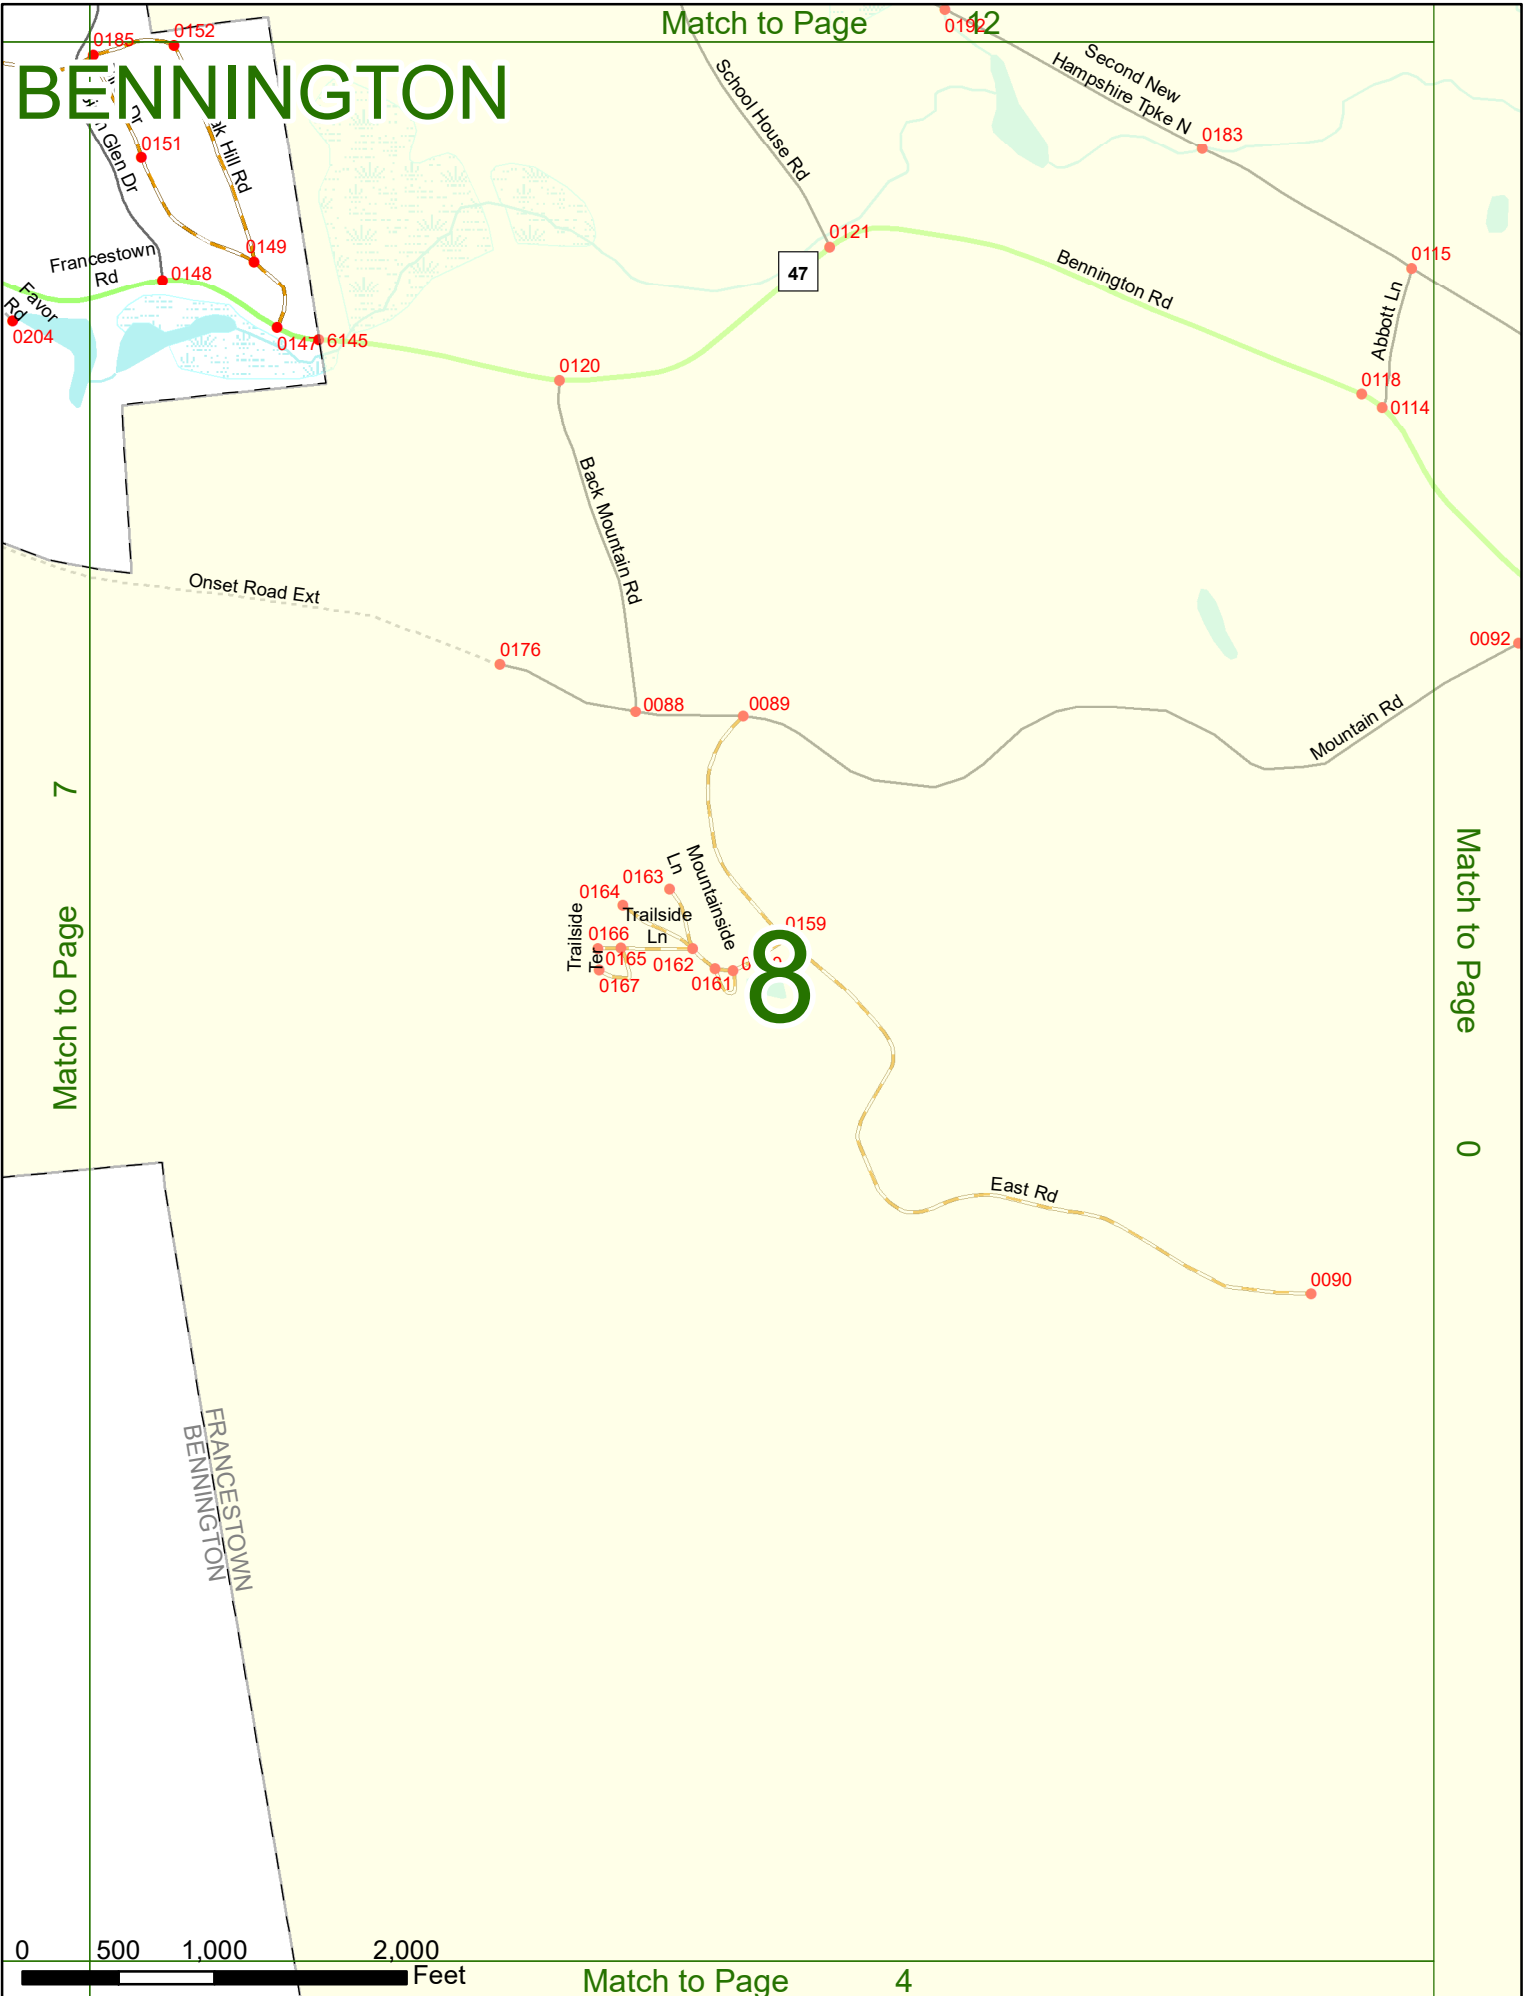 Match to Page 12
0192
0185
0152
BENNINGTON
Second New
Hampshire Tpke N
School House Rd
0183
0151
Dr
Glen Dr
Hill Rd
0121
0149
47
Francestown
Rd
0148
Bennington Rd
0115
Favor
Rd
0204
0147
6145
Abbott Ln
0120
0118
0114
Back Mountain Rd
Onset Road Ext
0176
0092
0088
0089
Mountain Rd
Match to Page 7
Match to Page 0
Mountainside
Ln
0163
0164
Trailside
Ln
0159
Trailside
Ter
0166
0165
0162
0167
0161
8
East Rd
0090
FRANCESTOWN
BENNINGTON
0 500 1,000 2,000
Feet
Match to Page 4